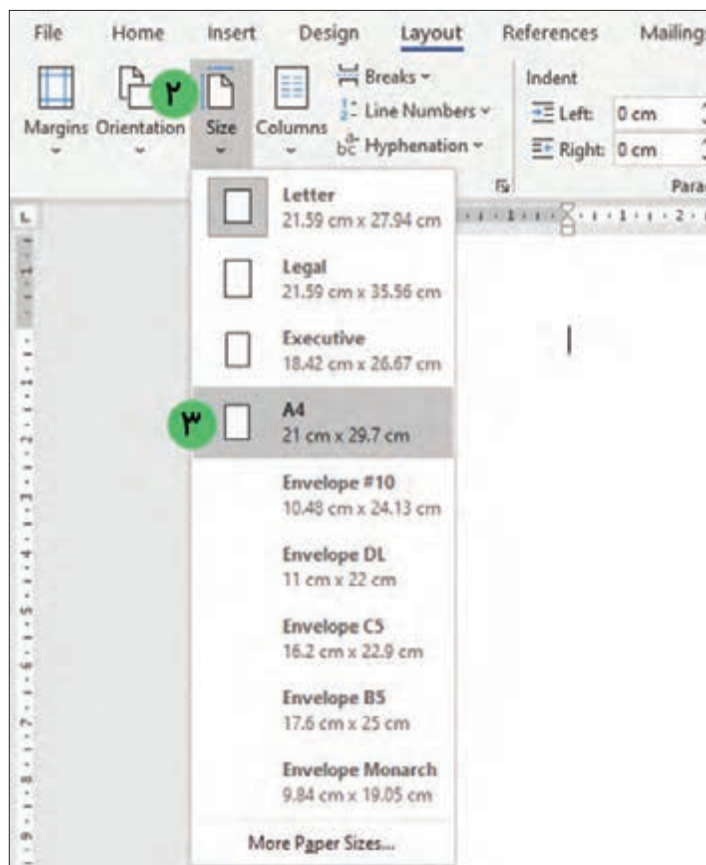 File Home Insert Design Layout References Mailing
Margins Orientation ۲ Size Columns
Breaks
Line Numbers
Hyphenation
Indent
Left: 0 cm
Right: 0 cm
Para
Letter
21.59 cm x 27.94 cm
Legal
21.59 cm x 35.56 cm
Executive
18.42 cm x 26.67 cm
۳
A4
21 cm x 29.7 cm
Envelope #10
10.48 cm x 24.13 cm
Envelope DL
11 cm x 22 cm
Envelope C5
16.2 cm x 22.9 cm
Envelope B5
17.6 cm x 25 cm
Envelope Monarch
9.84 cm x 19.05 cm
More Paper Sizes...